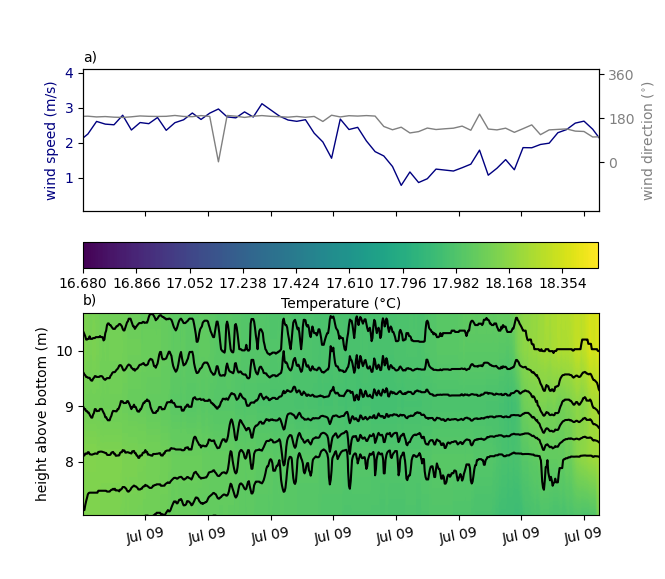 a)
wind speed (m/s)
4
3
2
1
360
180
0
wind direction (°)
16.680 16.866 17.052 17.238 17.424 17.610 17.796 17.982 18.168 18.354
Temperature (°C)
b)
height above bottom (m)
10
9
8
Jul 09 Jul 09 Jul 09 Jul 09 Jul 09 Jul 09 Jul 09 Jul 09